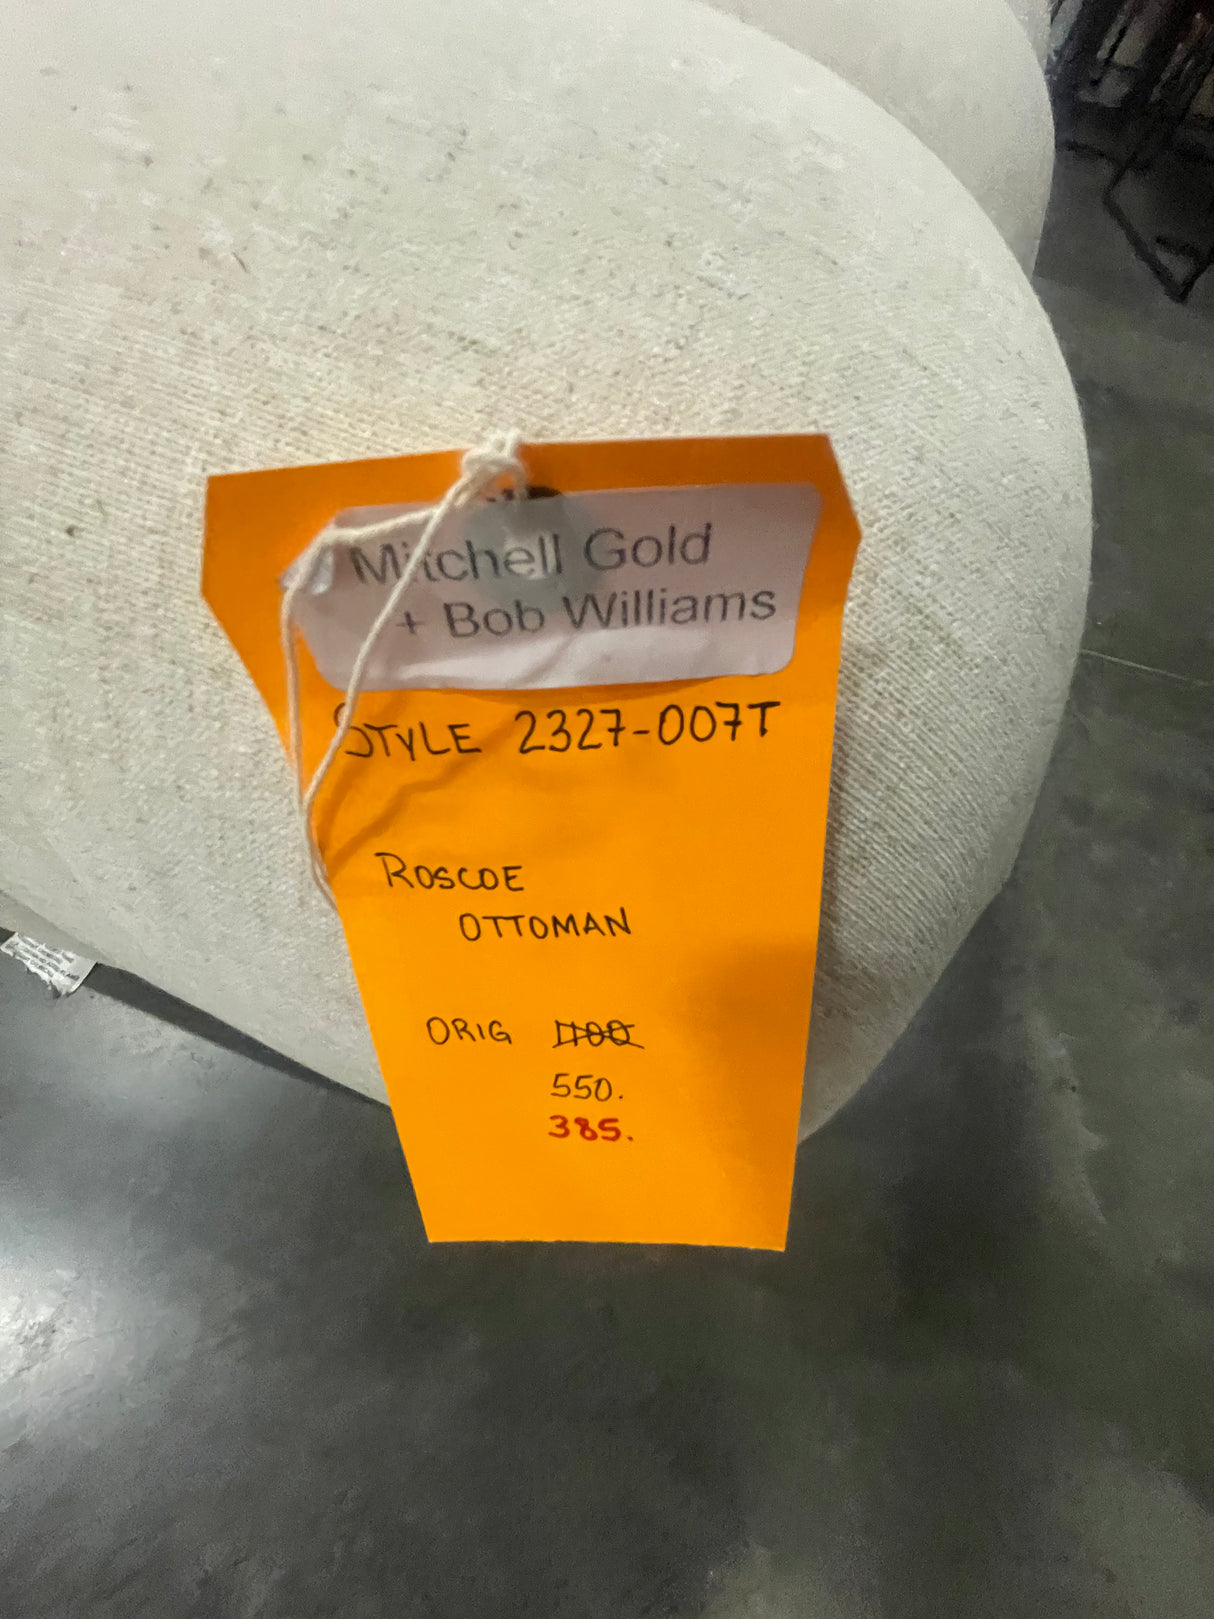 Mitchell Gold
+ Bob Williams
STYLE 2327-007T
ROSCOE
OTTOMAN
ORIG 1100
550.
385.